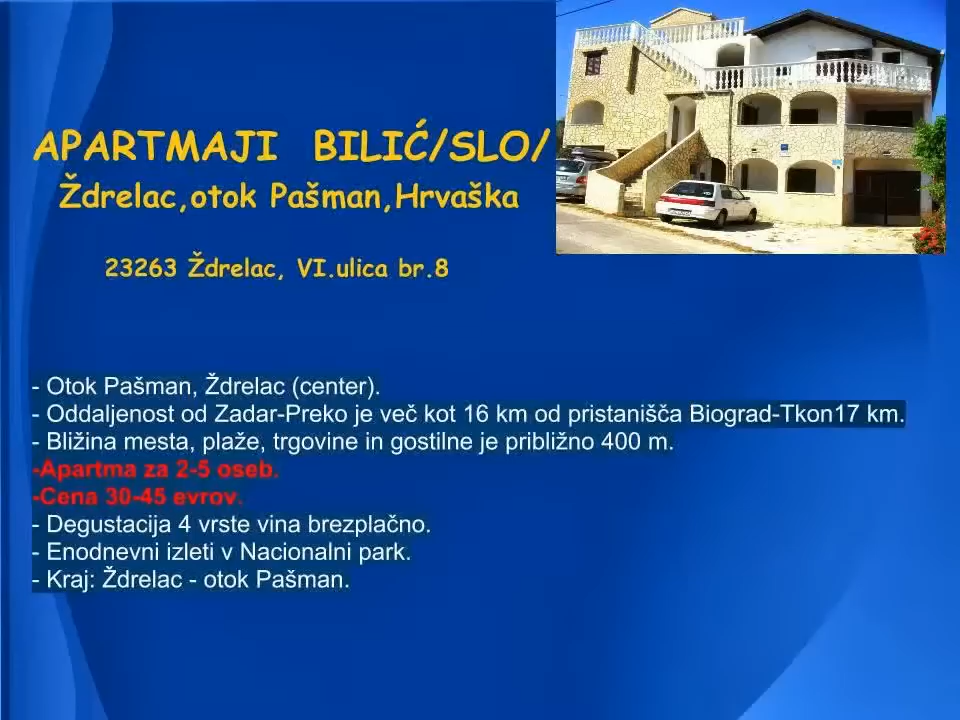 APARTMAJI BILIĆ/SLO/
Ždrelac,otok Pašman,Hrvaška
23263 Ždrelac, VI.ulica br.8
- Otok Pašman, Ždrelac (center).
- Oddaljenost od Zadar-Preko je več kot 16 km od pristanišča Biograd-Tkon17 km.
- Bližina mesta, plaže, trgovine in gostilne je približno 400 m.
-Apartma za 2-5 oseb.
-Cena 30-45 evrov.
- Degustacija 4 vrste vina brezplačno.
- Enodnevni izleti v Nacionalni park.
- Kraj: Ždrelac - otok Pašman.